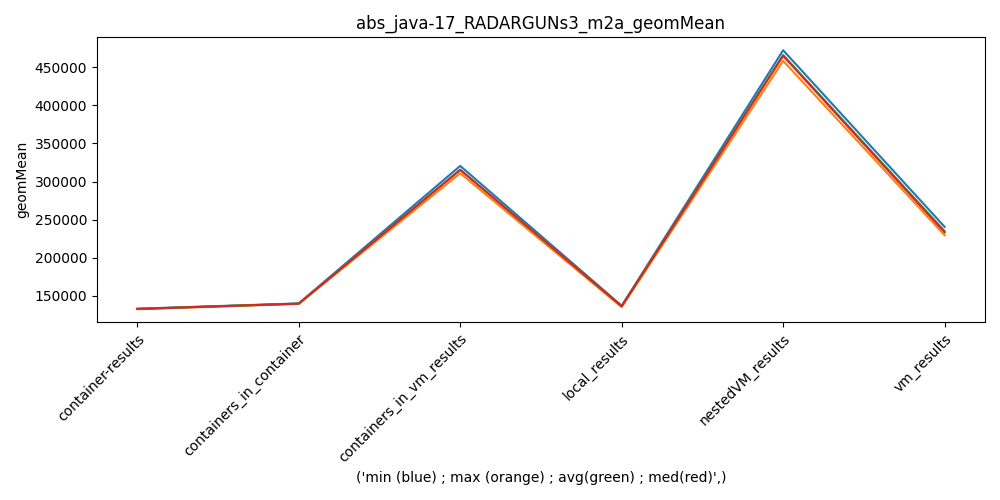 abs_java-17_RADARGUNs3_m2a_geomMean
geomMean
450000
400000
350000
300000
250000
200000
150000
container-results
containers_in_container
containers_in_vm_results
local_results
nestedVM_results
vm_results
('min (blue) ; max (orange) ; avg(green) ; med(red)',)